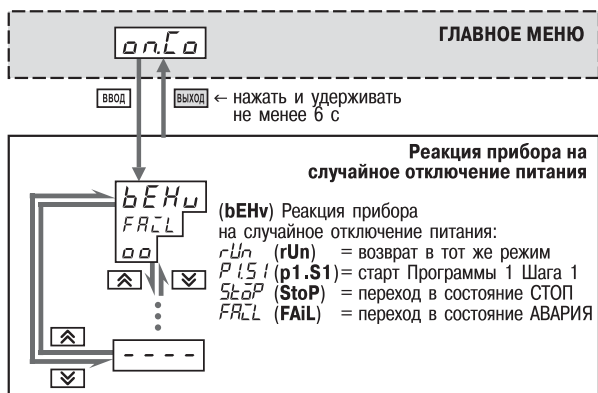 ГЛАВНОЕ МЕНЮ
on.Co
ВВОД ВЫХОД ← нажать и удерживать
не менее 6 с
Реакция прибора на
случайное отключение питания
bEHv
FAiL
oo
(bEHv) Реакция прибора
на случайное отключение питания:
rUn (rUn) = возврат в тот же режим
P1.S1 (p1.S1) = старт Программы 1 Шага 1
StoP (StoP) = переход в состояние СТОП
FAiL (FAiL) = переход в состояние АВАРИЯ
- - - -